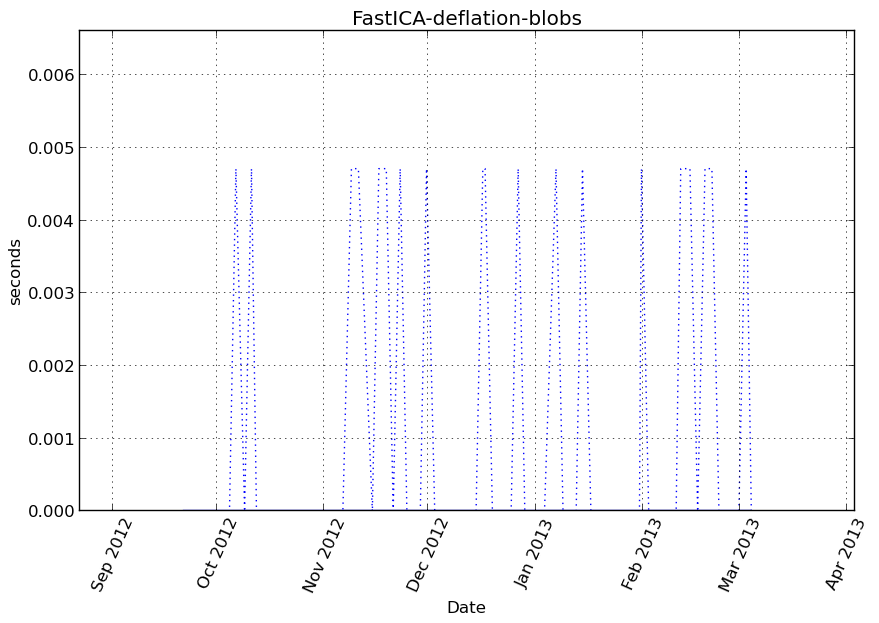 FastICA-deflation-blobs
0.006
0.005
0.004
0.003
0.002
0.001
0.000
seconds
Sep 2012
Oct 2012
Nov 2012
Dec 2012
Jan 2013
Feb 2013
Mar 2013
Apr 2013
Date